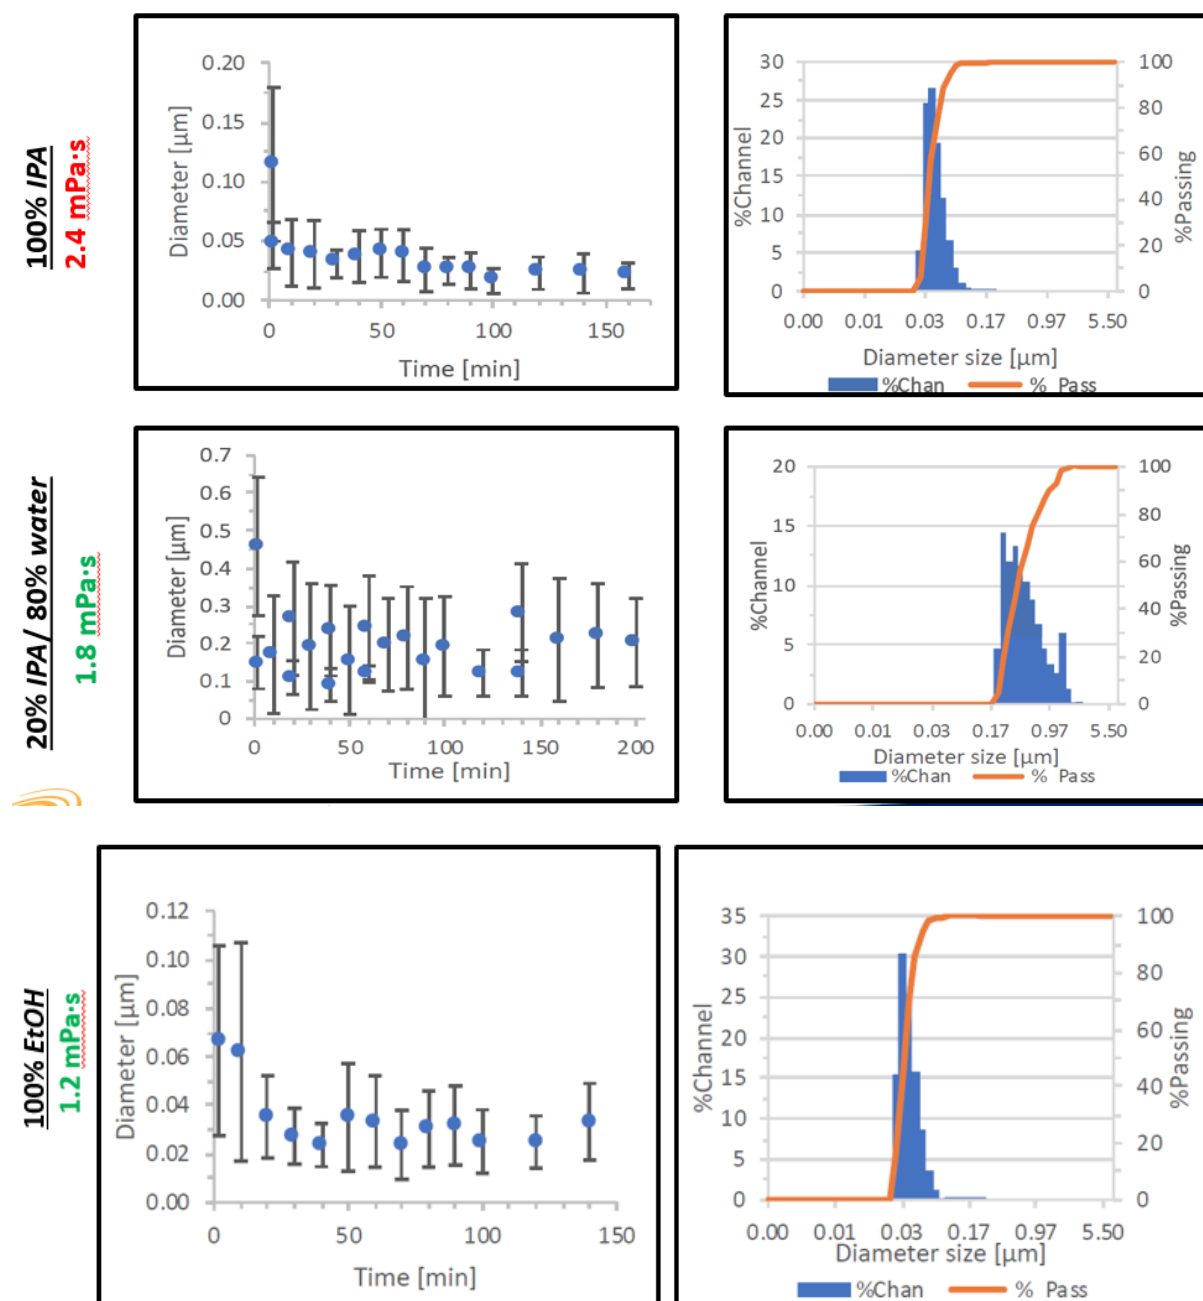 100% IPA
2.4 mPa·s
0.20
0.15
0.10
0.05
0.00
Diameter [µm]
0 50 100 150
Time [min]
30
25
20
15
10
5
0
%Channel
100
80
60
40
20
0
%Passing
0.00 0.01 0.03 0.17 0.97 5.50
Diameter size [µm]
%Chan % Pass
20% IPA/ 80% water
1.8 mPa·s
0.7
0.6
0.5
0.4
0.3
0.2
0.1
0
Diameter [µm]
0 50 100 150 200
Time [min]
20
15
10
5
0
%Channel
100
80
60
40
20
0
%Passing
0.00 0.01 0.03 0.17 0.97 5.50
Diameter size [µm]
%Chan % Pass
100% EtOH
1.2 mPa·s
0.12
0.10
0.08
0.06
0.04
0.02
0.00
Diameter [µm]
0 50 100 150
Time [min]
35
30
25
20
15
10
5
0
%Channel
100
80
60
40
20
0
%Passing
0.00 0.01 0.03 0.17 0.97 5.50
Diameter size [µm]
%Chan % Pass